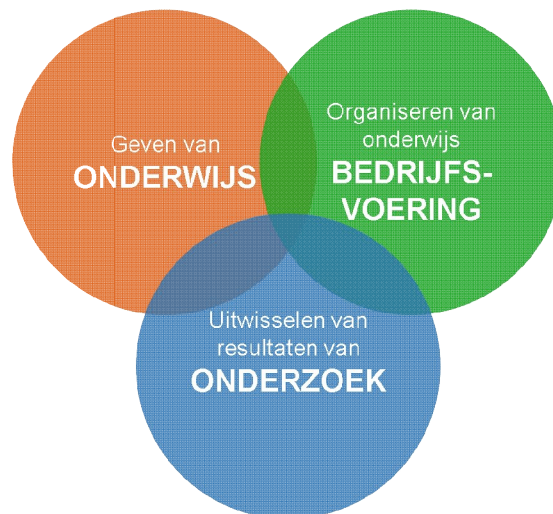 Geven van
ONDERWIJS
Organiseren van
onderwijs
BEDRIJFS-
VOERING
Uitwisselen van
resultaten van
ONDERZOEK